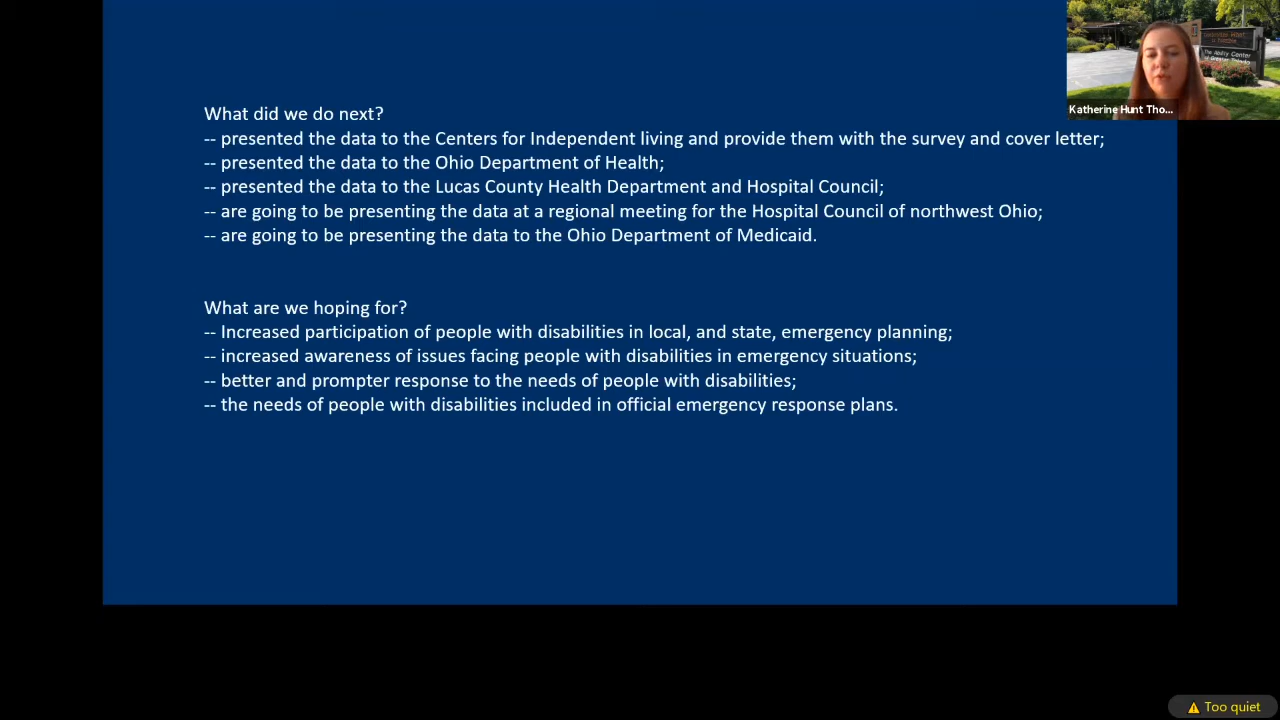 What did we do next?
-- presented the data to the Centers for Independent living and provide them with the survey and cover letter;
-- presented the data to the Ohio Department of Health;
-- presented the data to the Lucas County Health Department and Hospital Council;
-- are going to be presenting the data at a regional meeting for the Hospital Council of northwest Ohio;
-- are going to be presenting the data to the Ohio Department of Medicaid.
What are we hoping for?
-- Increased participation of people with disabilities in local, and state, emergency planning;
-- increased awareness of issues facing people with disabilities in emergency situations;
-- better and prompter response to the needs of people with disabilities;
-- the needs of people with disabilities included in official emergency response plans.
The Ability Center
of Greater Toledo
Katherine Hunt Tho...
Too quiet